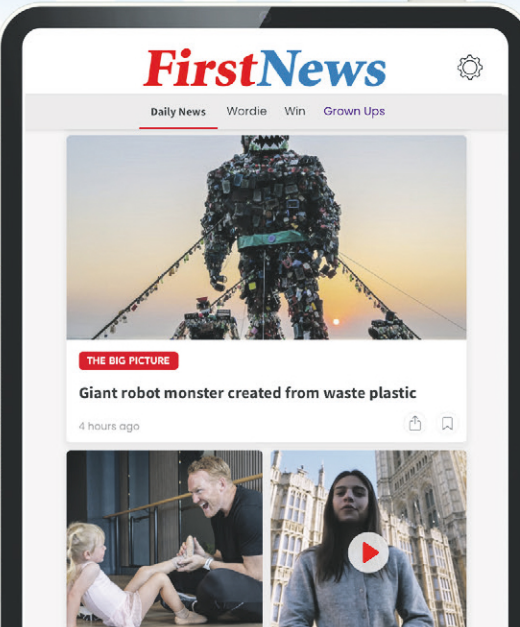 FirstNews
Daily News Wordie Win Grown Ups
THE BIG PICTURE
Giant robot monster created from waste plastic
4 hours ago